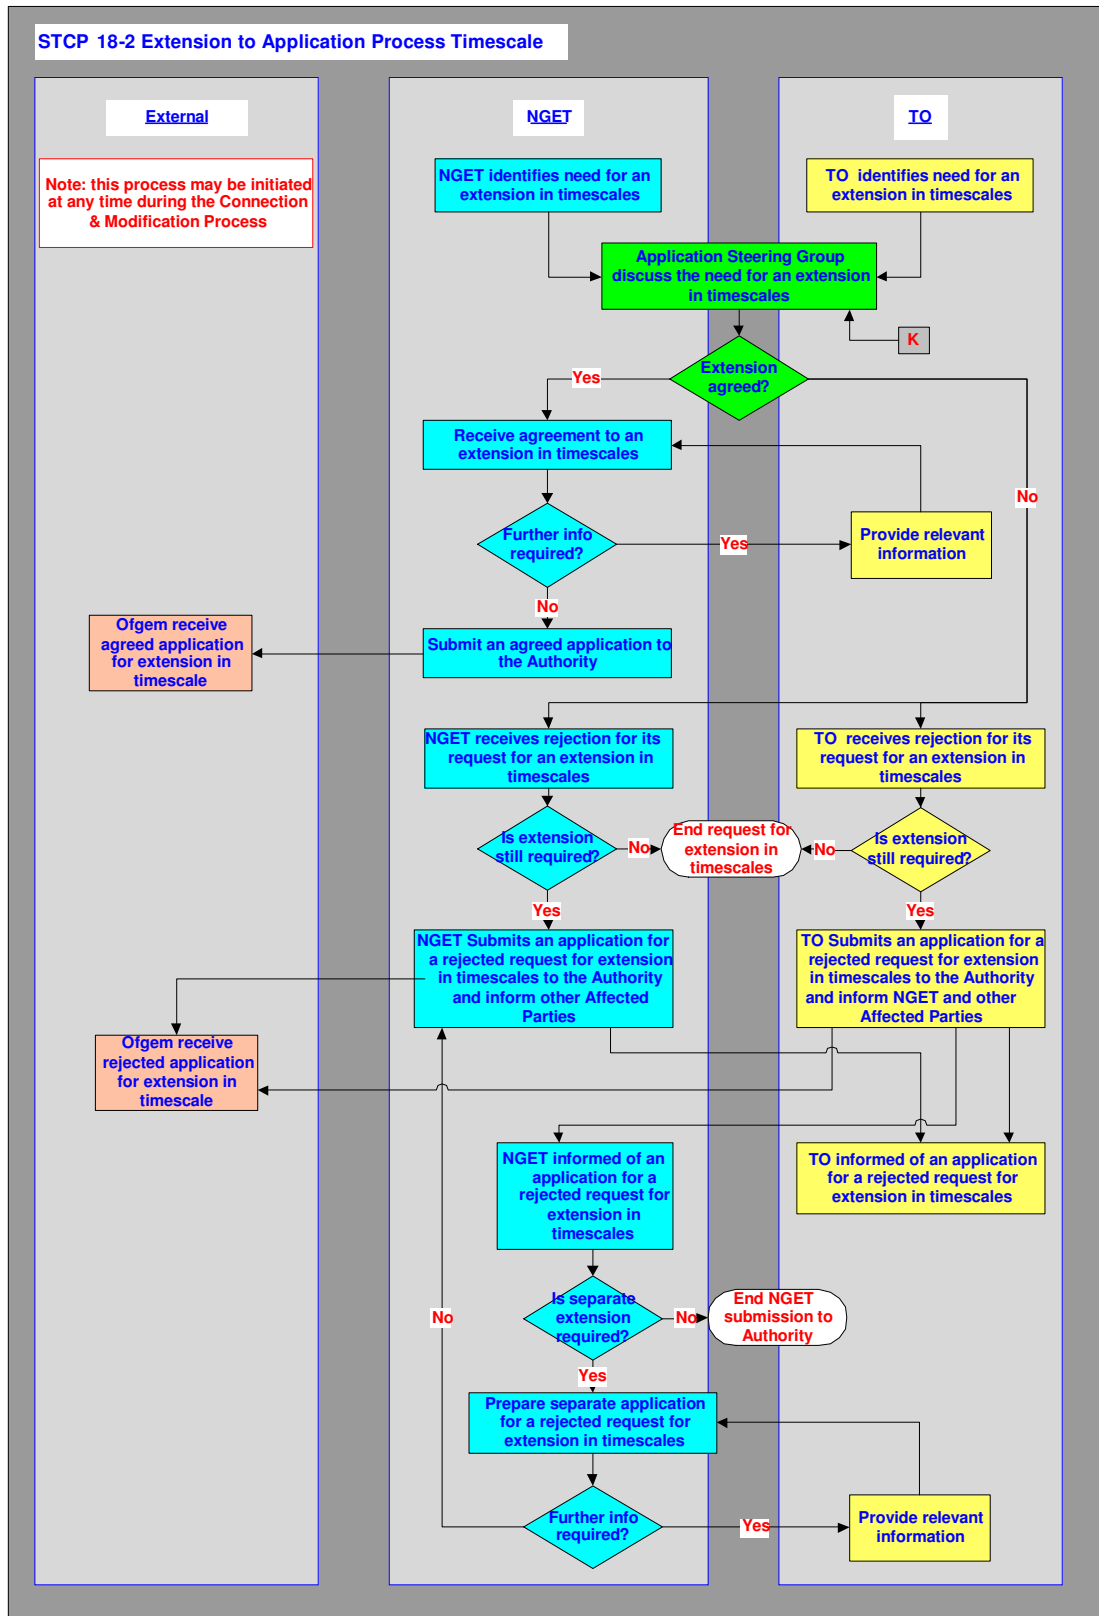 STCP 18-2 Extension to Application Process Timescale
External
NGET
TO
Note: this process may be initiated
at any time during the Connection
& Modification Process
NGET identifies need for an
extension in timescales
TO identifies need for an
extension in timescales
Application Steering Group
discuss the need for an extension
in timescales
K
Extension
agreed?
Yes
No
Receive agreement to an
extension in timescales
Further info
required?
Yes
Provide relevant
information
No
Submit an agreed application to
the Authority
Ofgem receive
agreed application
for extension in
timescale
NGET receives rejection for its
request for an extension in
timescales
TO receives rejection for its
request for an extension in
timescales
Is extension
still required?
No
End request for
extension in
timescales
No
Is extension
still required?
Yes
Yes
NGET Submits an application for
a rejected request for extension
in timescales to the Authority
and inform other Affected
Parties
TO Submits an application for a
rejected request for extension
in timescales to the Authority
and inform NGET and other
Affected Parties
Ofgem receive
rejected application
for extension in
timescale
NGET informed of an
application for a
rejected request for
extension in
timescales
TO informed of an application
for a rejected request for
extension in timescales
Is separate
extension
required?
No
No
End NGET
submission to
Authority
Yes
Prepare separate application
for a rejected request for
extension in timescales
Further info
required?
Yes
Provide relevant
information